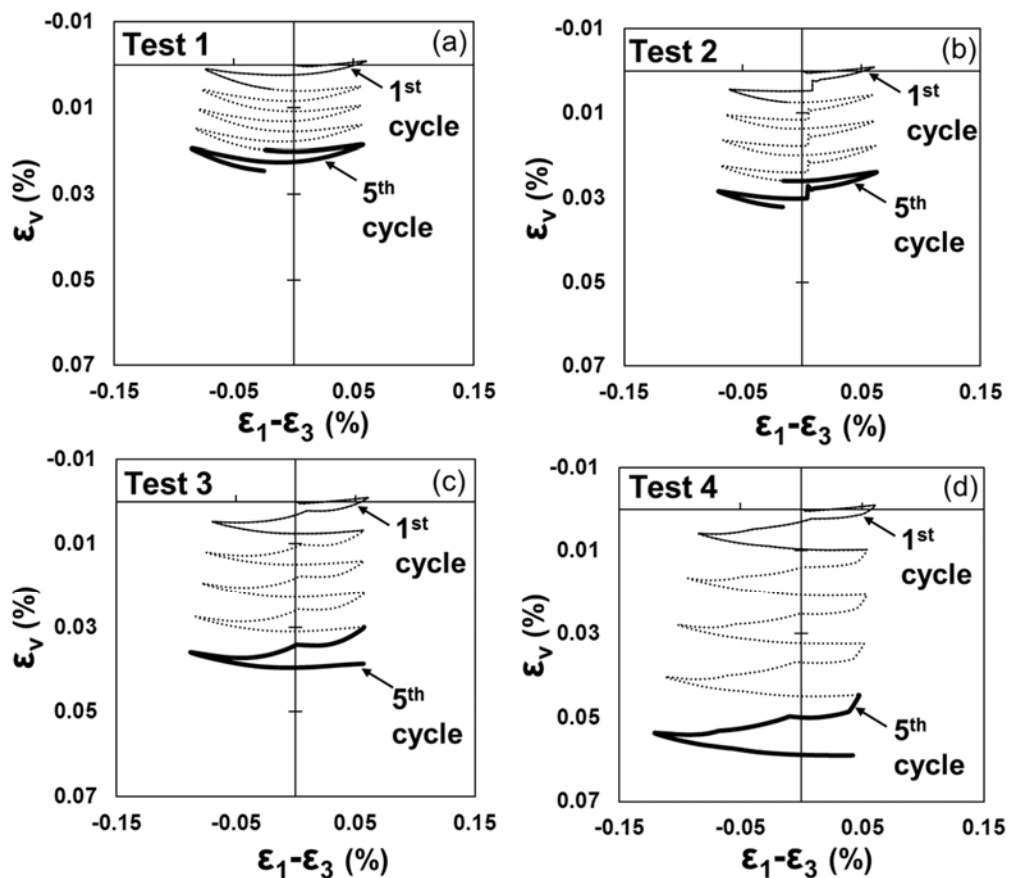 -0.01
Test 1
(a)
1st
cycle
0.01
0.03
5th
cycle
0.05
0.07
εv (%)
-0.15
-0.05
0.05
0.15
ε1-ε3 (%)
-0.01
Test 2
(b)
1st
cycle
0.01
0.03
5th
cycle
0.05
0.07
εv (%)
-0.15
-0.05
0.05
0.15
ε1-ε3 (%)
-0.01
Test 3
(c)
1st
cycle
0.01
0.03
5th
cycle
0.05
0.07
εv (%)
-0.15
-0.05
0.05
0.15
ε1-ε3 (%)
-0.01
Test 4
(d)
1st
cycle
0.01
0.03
5th
cycle
0.05
0.07
εv (%)
-0.15
-0.05
0.05
0.15
ε1-ε3 (%)